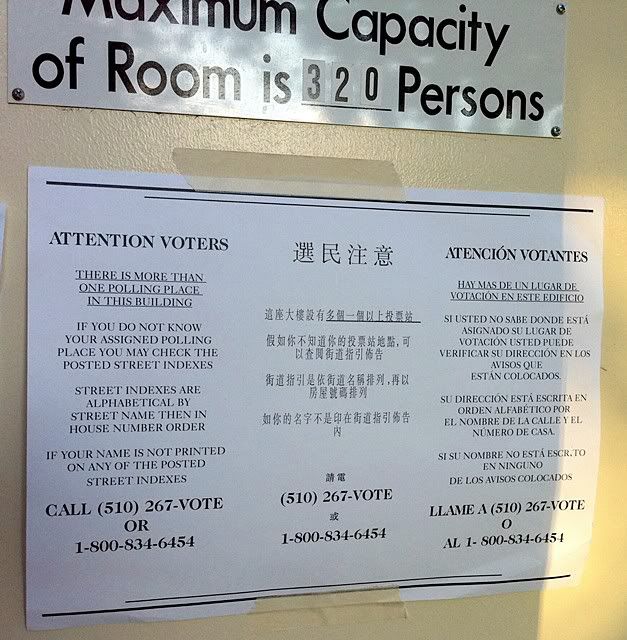 Maximum Capacity
of Room is 320 Persons
ATTENTION VOTERS
THERE IS MORE THAN
ONE POLLING PLACE
IN THIS BUILDING
IF YOU DO NOT KNOW
YOUR ASSIGNED POLLING
PLACE YOU MAY CHECK THE
POSTED STREET INDEXES
STREET INDEXES ARE
ALPHABETICAL BY
STREET NAME THEN IN
HOUSE NUMBER ORDER
IF YOUR NAME IS NOT PRINTED
ON ANY OF THE POSTED
STREET INDEXES
CALL (510) 267-VOTE
OR
1-800-834-6454
選民注意
這座大樓設有多個一個以上投票站
假如你不知道你的投票站地點,可
以查閱街道指引佈告
街道指引是依街道名稱排列,再以
房屋號碼排列
如你的名字不是印在街道指引佈告
內
請電
(510) 267-VOTE
或
1-800-834-6454
ATENCIÓN VOTANTES
HAY MAS DE UN LUGAR DE
VOTACIÓN EN ESTE EDIFICIO
SI USTED NO SABE DONDE ESTÁ
ASIGNADO SU LUGAR DE
VOTACIÓN USTED PUEDE
VERIFICAR SU DIRECCIÓN EN LOS
AVISOS QUE
ESTÁN COLOCADOS.
SU DIRECCIÓN ESTÁ ESCRITA EN
ORDEN ALFABÉTICO POR
EL NOMBRE DE LA CALLE Y EL
NÚMERO DE CASA.
SI SU NOMBRE NO ESTÁ ESCRITO
EN NINGUNO
DE LOS AVISOS COLOCADOS
LLAME A (510) 267-VOTE
O
AL 1- 800-834-6454